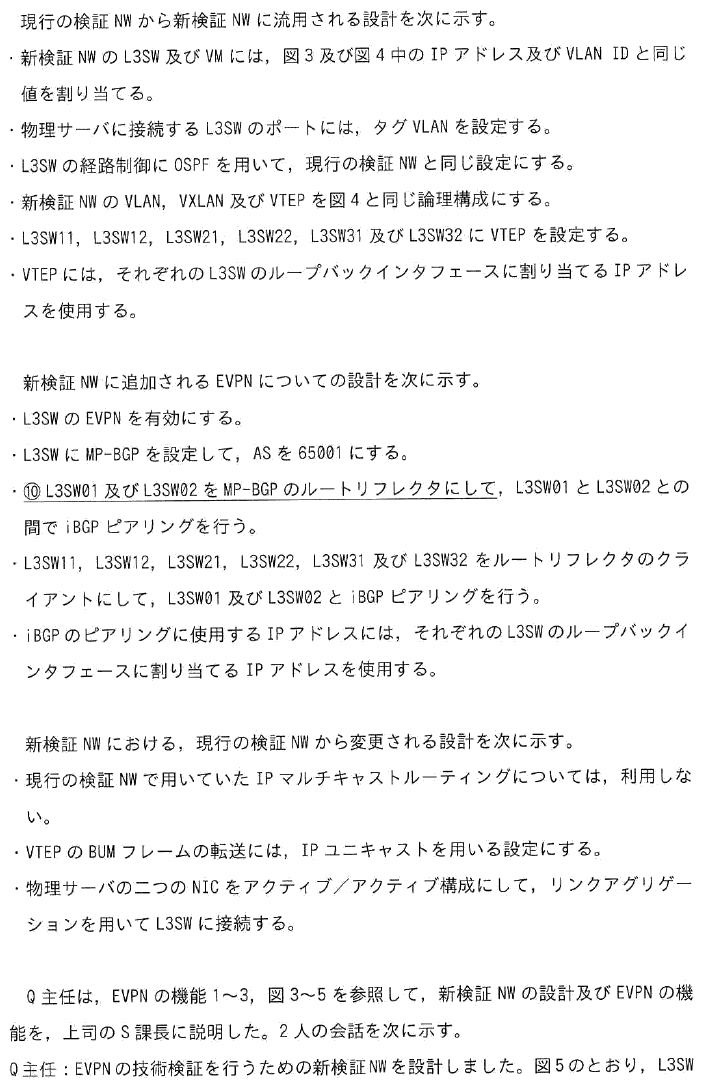 現行の検証 NW から新検証 NW に流用される設計を次に示す。
・新検証 NW の L3SW 及び VM には，図 3 及び図 4 中の IP アドレス及び VLAN ID と同じ
値を割り当てる。
・物理サーバに接続する L3SW のポートには，タグ VLAN を設定する。
・L3SW の経路制御に OSPF を用いて，現行の検証 NW と同じ設定にする。
・新検証 NW の VLAN，VXLAN 及び VTEP を図 4 と同じ論理構成にする。
・L3SW11，L3SW12，L3SW21，L3SW22，L3SW31 及び L3SW32 に VTEP を設定する。
・VTEP には，それぞれの L3SW のループバックインタフェースに割り当てる IP アドレ
スを使用する。
新検証 NW に追加される EVPN についての設計を次に示す。
・L3SW の EVPN を有効にする。
・L3SW に MP-BGP を設定して，AS を 65001 にする。
・⑩ L3SW01 及び L3SW02 を MP-BGP のルートリフレクタにして，L3SW01 と L3SW02 との
間で iBGP ピアリングを行う。
・L3SW11，L3SW12，L3SW21，L3SW22，L3SW31 及び L3SW32 をルートリフレクタのクラ
イアントにして，L3SW01 及び L3SW02 と iBGP ピアリングを行う。
・iBGP のピアリングに使用する IP アドレスには，それぞれの L3SW のループバックイ
ンタフェースに割り当てる IP アドレスを使用する。
新検証 NW における，現行の検証 NW から変更される設計を次に示す。
・現行の検証 NW で用いていた IP マルチキャストルーティングについては，利用しな
い。
・VTEP の BUM フレームの転送には，IP ユニキャストを用いる設定にする。
・物理サーバの二つの NIC をアクティブ／アクティブ構成にして，リンクアグリゲー
ションを用いて L3SW に接続する。
Q 主任は，EVPN の機能 1～3，図 3～5 を参照して，新検証 NW の設計及び EVPN の機
能を，上司の S 課長に説明した。2 人の会話を次に示す。
Q 主任：EVPN の技術検証を行うための新検証 NW を設計しました。図 5 のとおり，L3SW